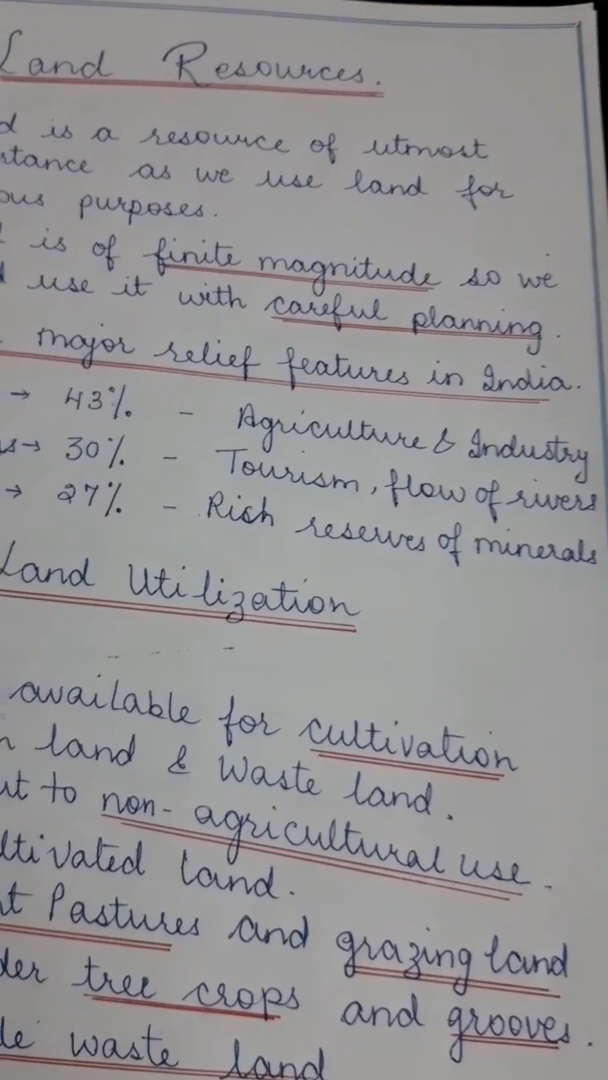 Land Resources.
is a resource of utmost
as we use land for
purposes.
is of finite magnitude so we
use it with careful planning.
major relief features in India.
→ 43% - Agriculture & Industry
→ 30% - Tourism, flow of rivers
→ 27% - Rich reserves of minerals
Land Utilization
available for cultivation
land & Waste land.
to non-agricultural use.
land.
Pastures and grazing land
tree crops and grooves.
waste land